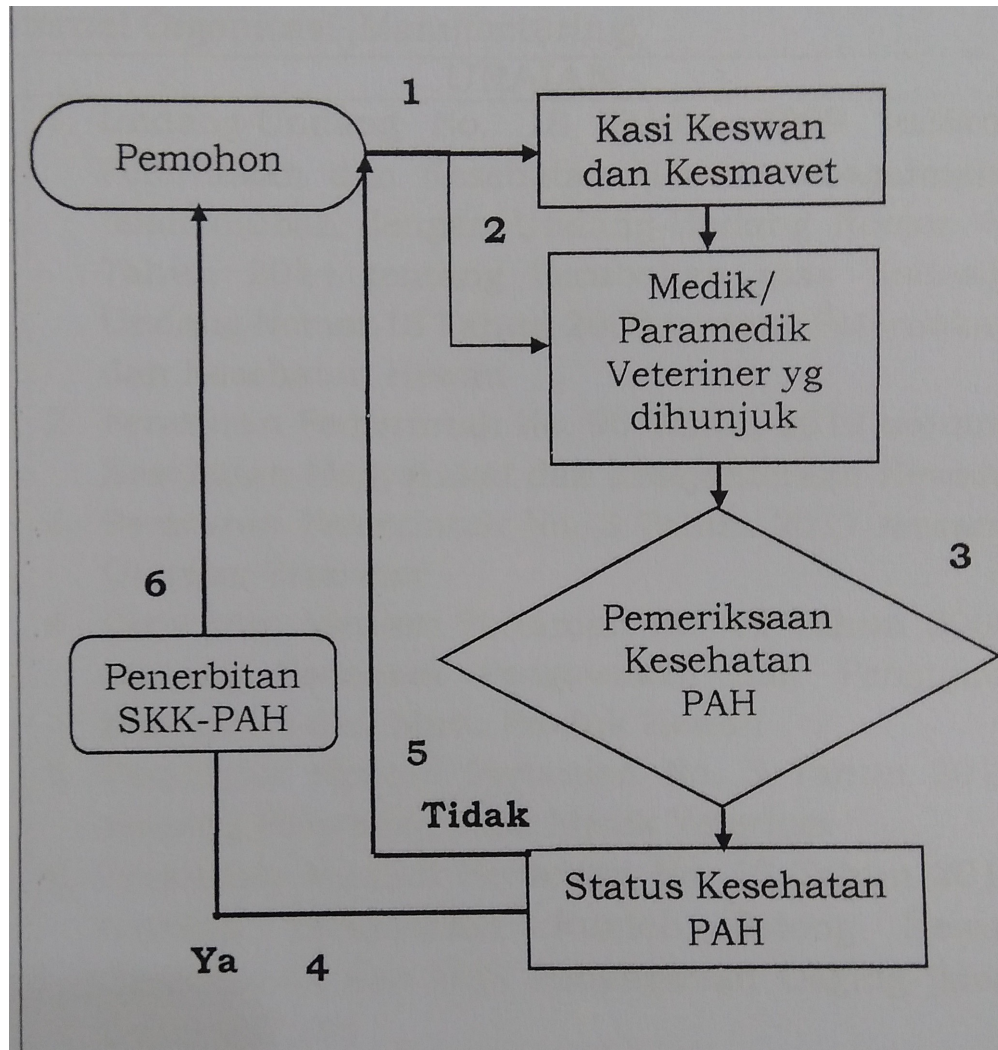 1
Pemohon
Kasi Keswan
dan Kesmavet
2
Medik/
Paramedik
Veteriner yg
dihunjuk
3
Pemeriksaan
Kesehatan
PAH
6
Penerbitan
SKK-PAH
5
Tidak
Status Kesehatan
PAH
Ya
4